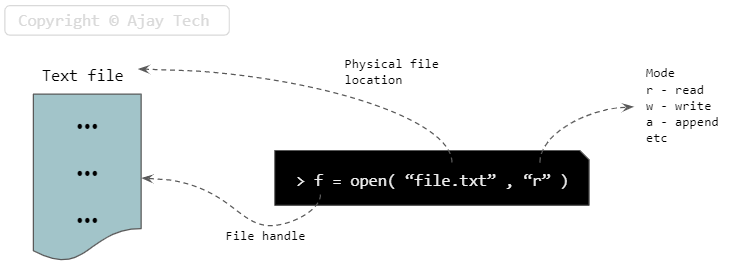 Copyright © Ajay Tech
Text file
...
...
...
Physical file
location
Mode
r - read
w - write
a - append
etc
> f = open( “file.txt” , “r” )
File handle